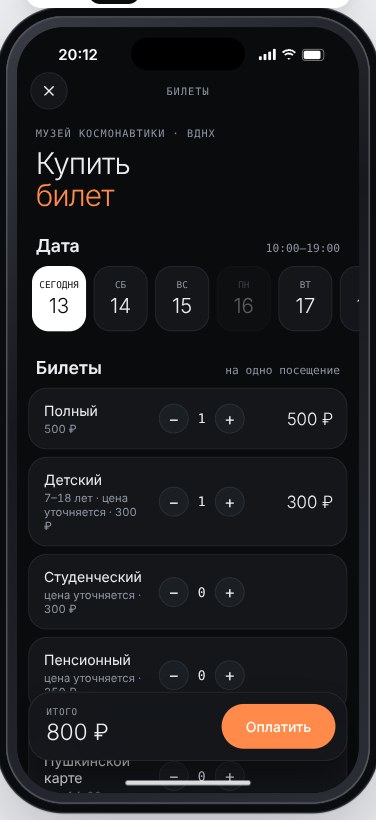 20:12
БИЛЕТЫ
МУЗЕЙ КОСМОНАВТИКИ · ВДНХ
Купить
билет
Дата
10:00–19:00
СЕГОДНЯ СБ ВС ПН ВТ
13 14 15 16 17
Билеты
на одно посещение
Полный
500 ₽
− 1 +
500 ₽
Детский
7–18 лет · цена
уточняется · 300
₽
− 1 +
300 ₽
Студенческий
цена уточняется ·
300 ₽
− 0 +
Пенсионный
цена уточняется ·
− 0 +
ИТОГО
800 ₽
Оплатить
Пушкинской
карте
− 0 +